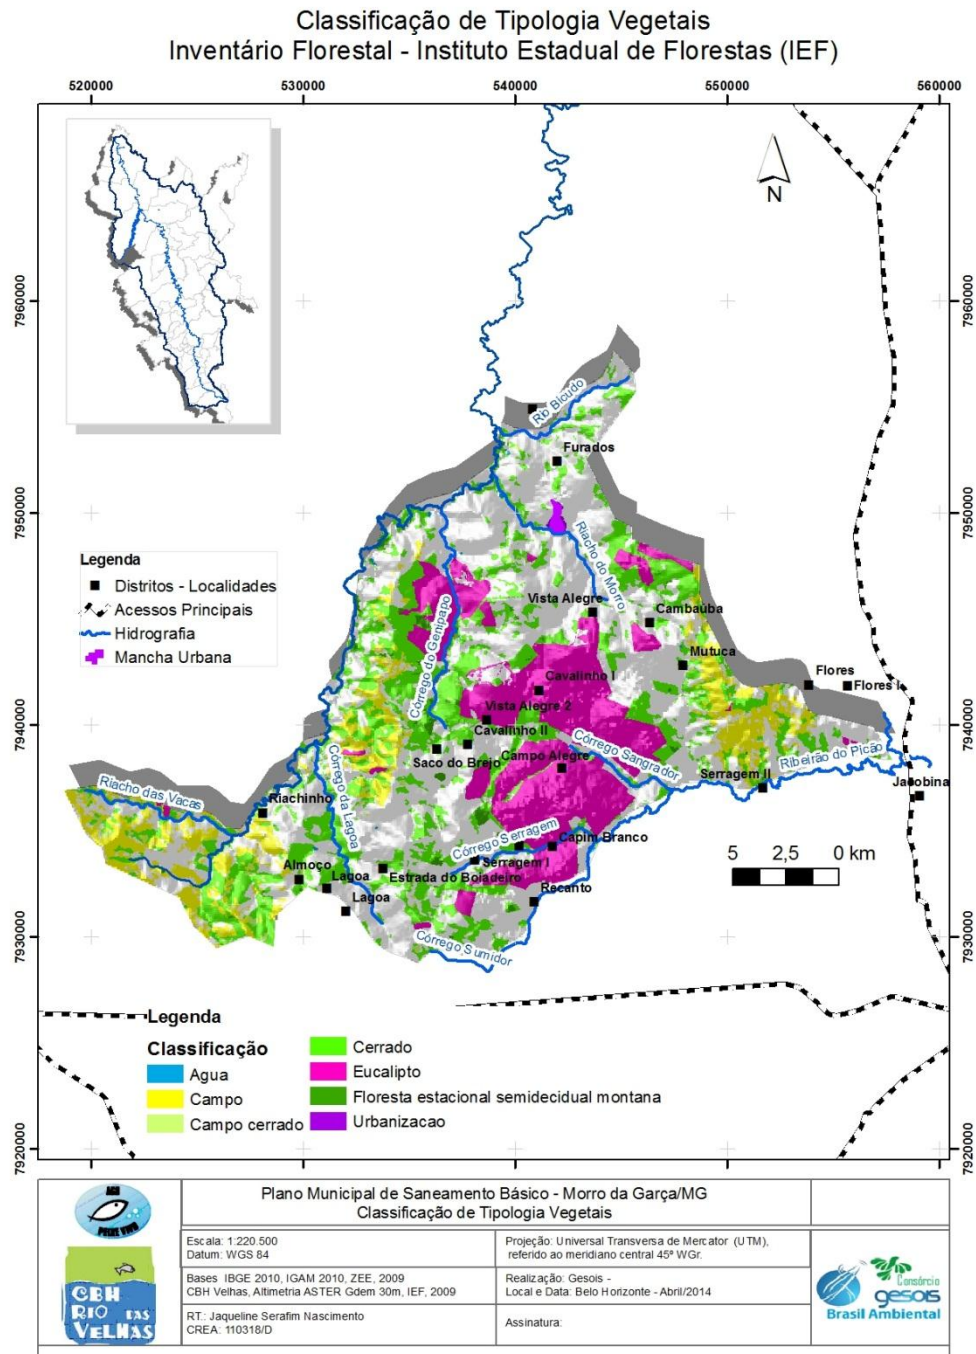 Classificação de Tipologia Vegetais
Inventário Florestal - Instituto Estadual de Florestas (IEF)
520000
530000
540000
550000
560000
N
7960000
7960000
Rio Bicudo
Furados
7950000
7950000
Riacho do Morro
Legenda
Distritos - Localidades
Acessos Principais
Hidrografia
Mancha Urbana
Vista Alegre
Cambaúba
Córrego do Genipapo
Mutuca
Cavalinho I
Flores
Flores I
Vista Alegre 2
7940000
7940000
Cavalinho II
Córrego Sangrador
Saco do Brejo
Campo Alegre
Ribeirão do Picão
Serragem II
Jacobina
Riacho das Vacas
Riachinho
Córrego da Lagoa
Córrego Serragem
Capim Branco
5 2,5 0 km
Almoço
Serragem I
Lagoa
Estrada do Boiadeiro
Recanto
Lagoa
7930000
7930000
Córrego Sumidor
Legenda
Classificação
Agua
Campo
Campo cerrado
Cerrado
Eucalipto
Floresta estacional semidecidual montana
Urbanizacao
7920000
7920000
AGB
PEIXE VIVO
CBH
RIO DAS
VELHAS
Plano Municipal de Saneamento Básico - Morro da Garça/MG
Classificação de Tipologia Vegetais
Escala: 1:220.500
Datum: WGS 84
Projeção: Universal Transversa de Mercator (UTM),
referido ao meridiano central 45º WGr.
Bases IBGE 2010, IGAM 2010, ZEE, 2009
CBH Velhas, Altimetria ASTER Gdem 30m, IEF, 2009
Realização: Gesois -
Local e Data: Belo Horizonte - Abril/2014
RT.: Jaqueline Serafim Nascimento
CREA: 110318/D
Assinatura:
Consórcio
gesois
Brasil Ambiental